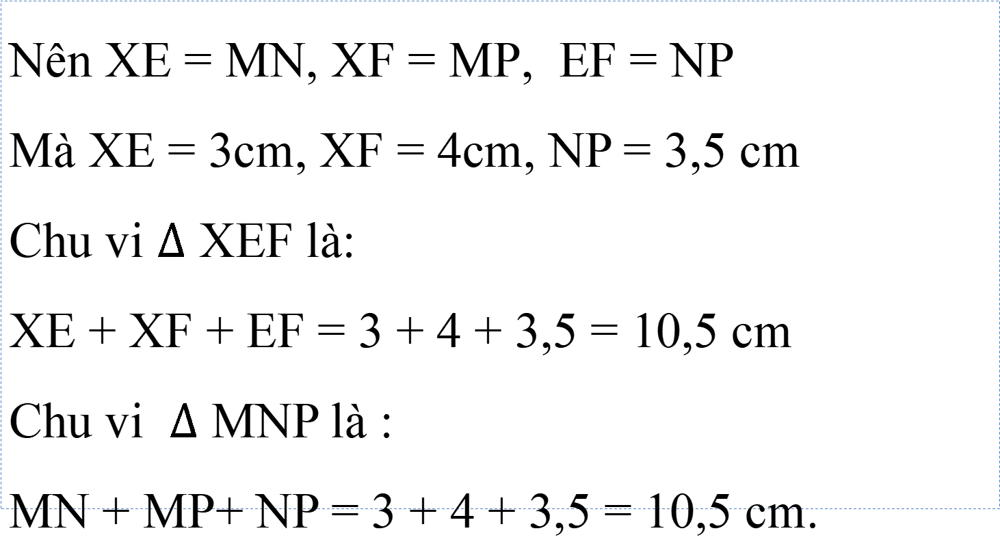 Nên XE = MN, XF = MP, EF = NP
Mà XE = 3cm, XF = 4cm, NP = 3,5 cm
Chu vi Δ XEF là:
XE + XF + EF = 3 + 4 + 3,5 = 10,5 cm
Chu vi Δ MNP là :
MN + MP+ NP = 3 + 4 + 3,5 = 10,5 cm.